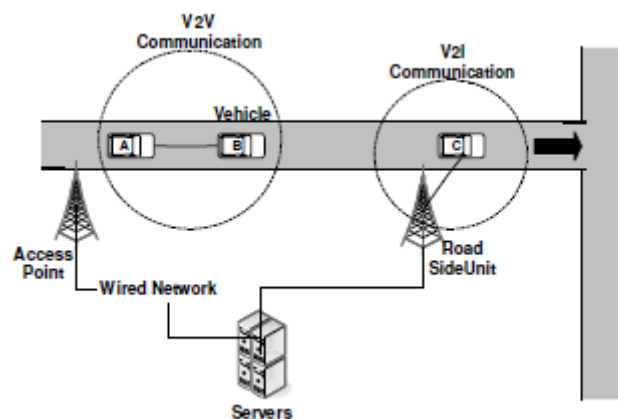 V2V
Communication
V2I
Communication
Vehicle
A
B
C
Access
Point
Road
SideUnit
Wired Network
Servers